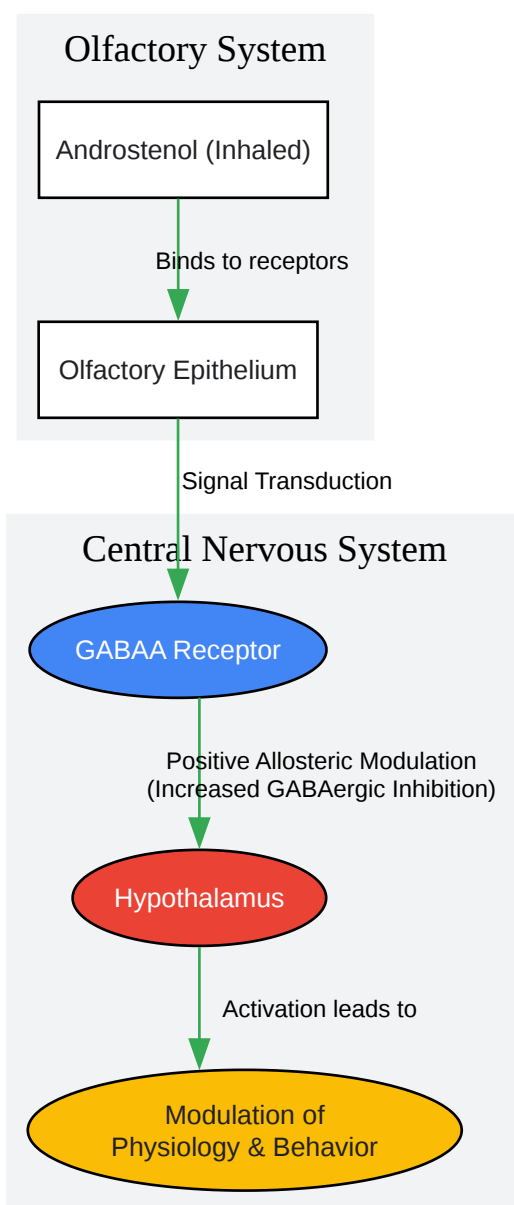 Olfactory System
Androstenol (Inhaled)
Binds to receptors
Olfactory Epithelium
Signal Transduction
Central Nervous System
GABAA Receptor
Positive Allosteric Modulation
(Increased GABAergic Inhibition)
Hypothalamus
Activation leads to
Modulation of
Physiology & Behavior